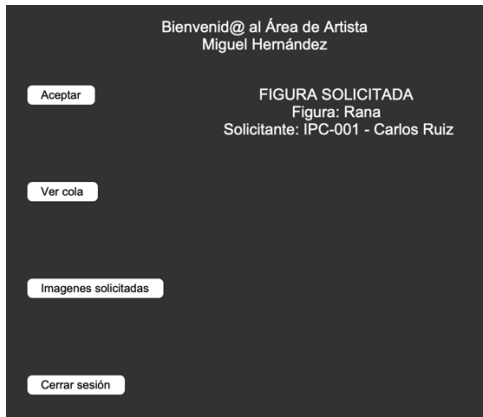 Bienvenid@ al Área de Artista
Miguel Hernández
Aceptar
FIGURA SOLICITADA
Figura: Rana
Solicitante: IPC-001 - Carlos Ruiz
Ver cola
Imagenes solicitadas
Cerrar sesión